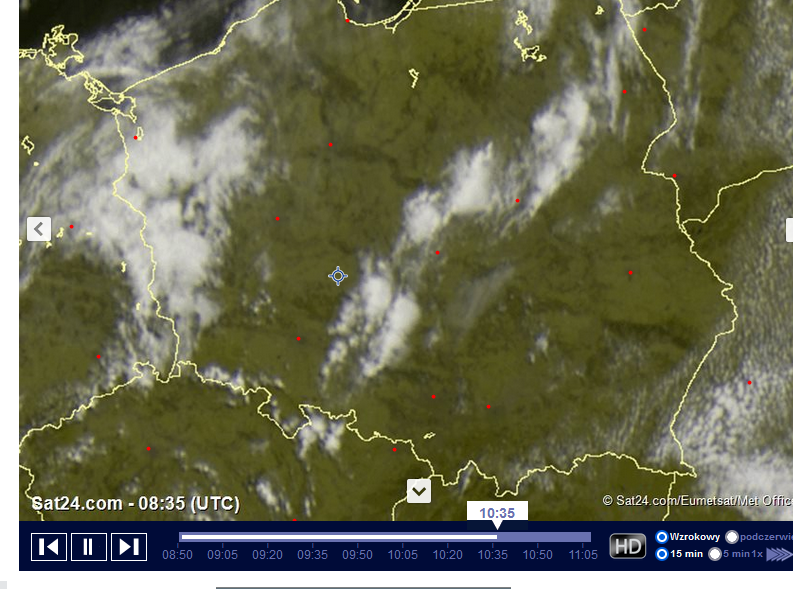 Sat24.com - 08:35 (UTC)
© Sat24.com/Eumetsat/Met Offic
10:35
08:50 09:05 09:20 09:35 09:50 10:05 10:20 10:35 10:50 11:05
HD
Wzrokowy podczerwie
15 min 5 min 1x